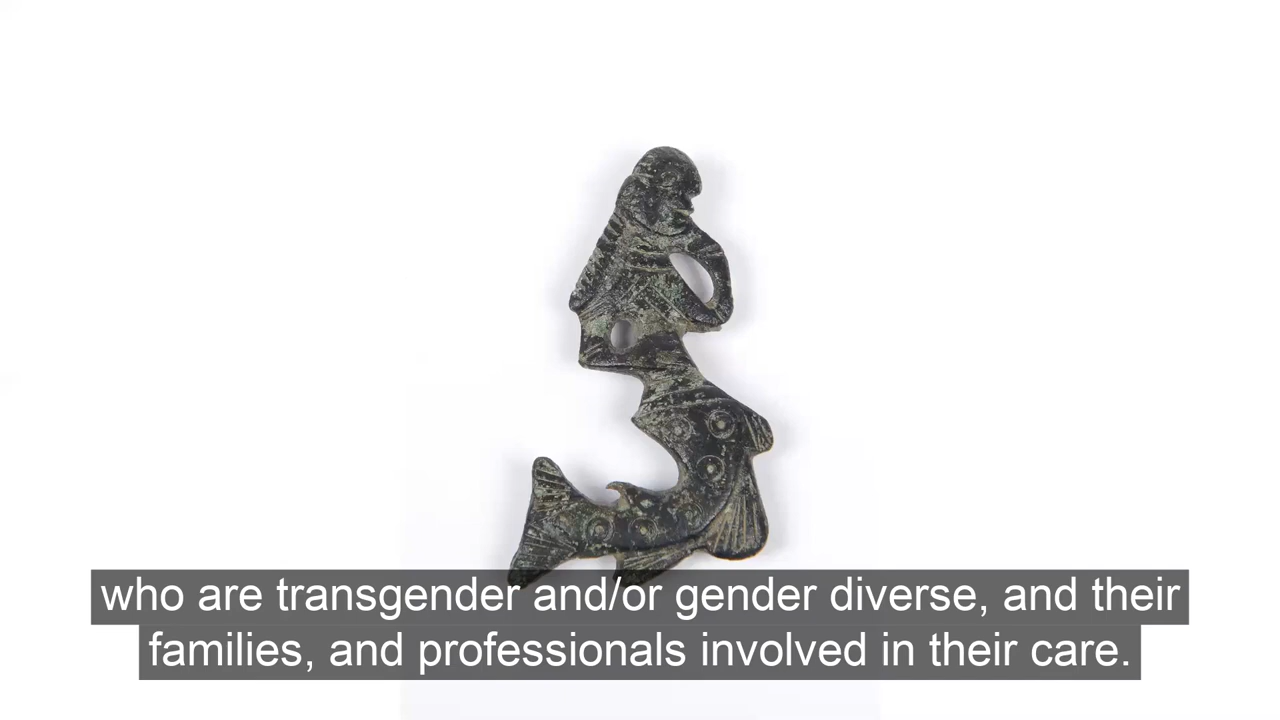 who are transgender and/or gender diverse, and their
families, and professionals involved in their care.